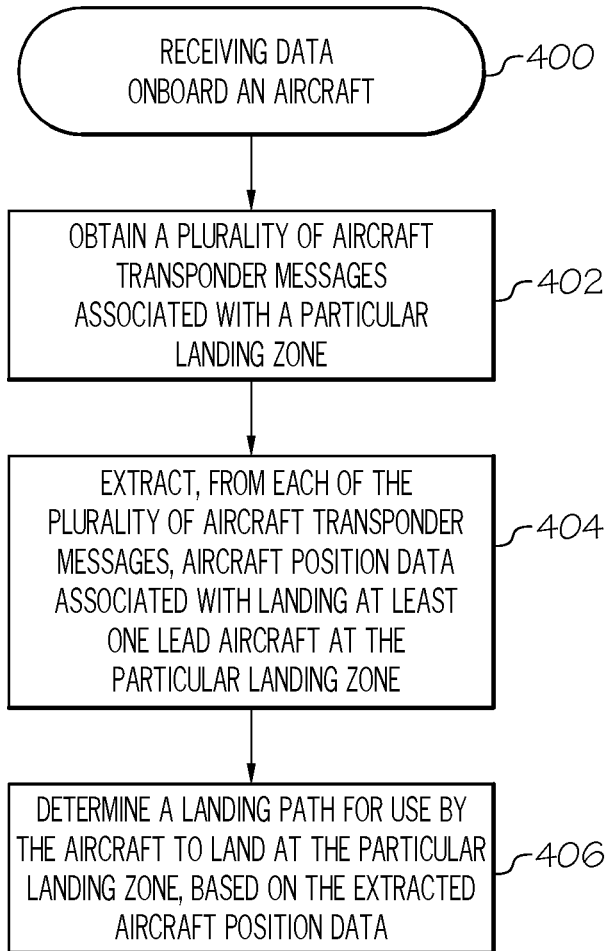 RECEIVING DATA
ONBOARD AN AIRCRAFT
400
OBTAIN A PLURALITY OF AIRCRAFT
TRANSPONDER MESSAGES
ASSOCIATED WITH A PARTICULAR
LANDING ZONE
402
EXTRACT, FROM EACH OF THE
PLURALITY OF AIRCRAFT TRANSPONDER
MESSAGES, AIRCRAFT POSITION DATA
ASSOCIATED WITH LANDING AT LEAST
ONE LEAD AIRCRAFT AT THE
PARTICULAR LANDING ZONE
404
DETERMINE A LANDING PATH FOR USE BY
THE AIRCRAFT TO LAND AT THE PARTICULAR
LANDING ZONE, BASED ON THE EXTRACTED
AIRCRAFT POSITION DATA
406